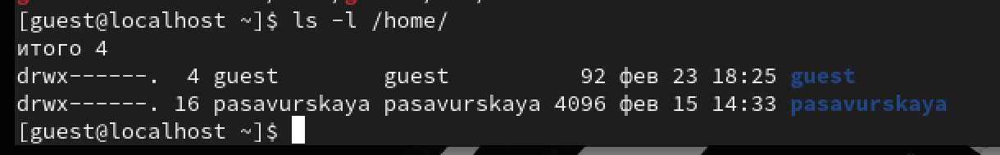 [guest@localhost ~]$ ls -l /home/
итого 4
drwx------.  4 guest        guest          92 фев 23 18:25 guest
drwx------. 16 pasavurskaya pasavurskaya 4096 фев 15 14:33 pasavurskaya
[guest@localhost ~]$